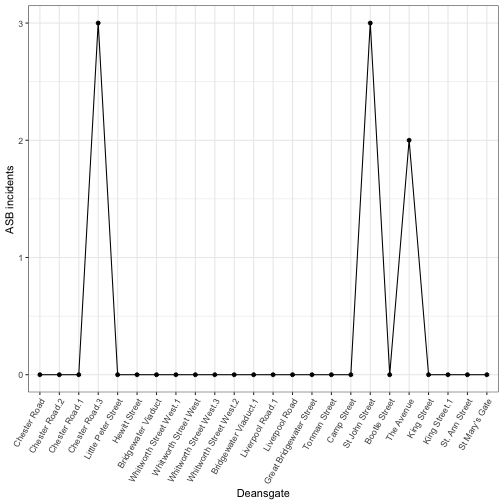 ASB incidents
3
2
1
0
Chester Road
Chester Road.2
Chester Road.1
Chester Road.3
Little Peter Street
Hewitt Street
Bridgewater Viaduct
Whitworth Street West.1
Whitworth Street West
Whitworth Street West.3
Whitworth Street West.2
Bridgewater Viaduct.1
Liverpool Road.1
Liverpool Road
Great Bridgewater Street
Tonman Street
Camp Street
St John Street
Bootle Street
The Avenue
King Street
King Street.1
St. Ann Street
St Mary's Gate
Deansgate